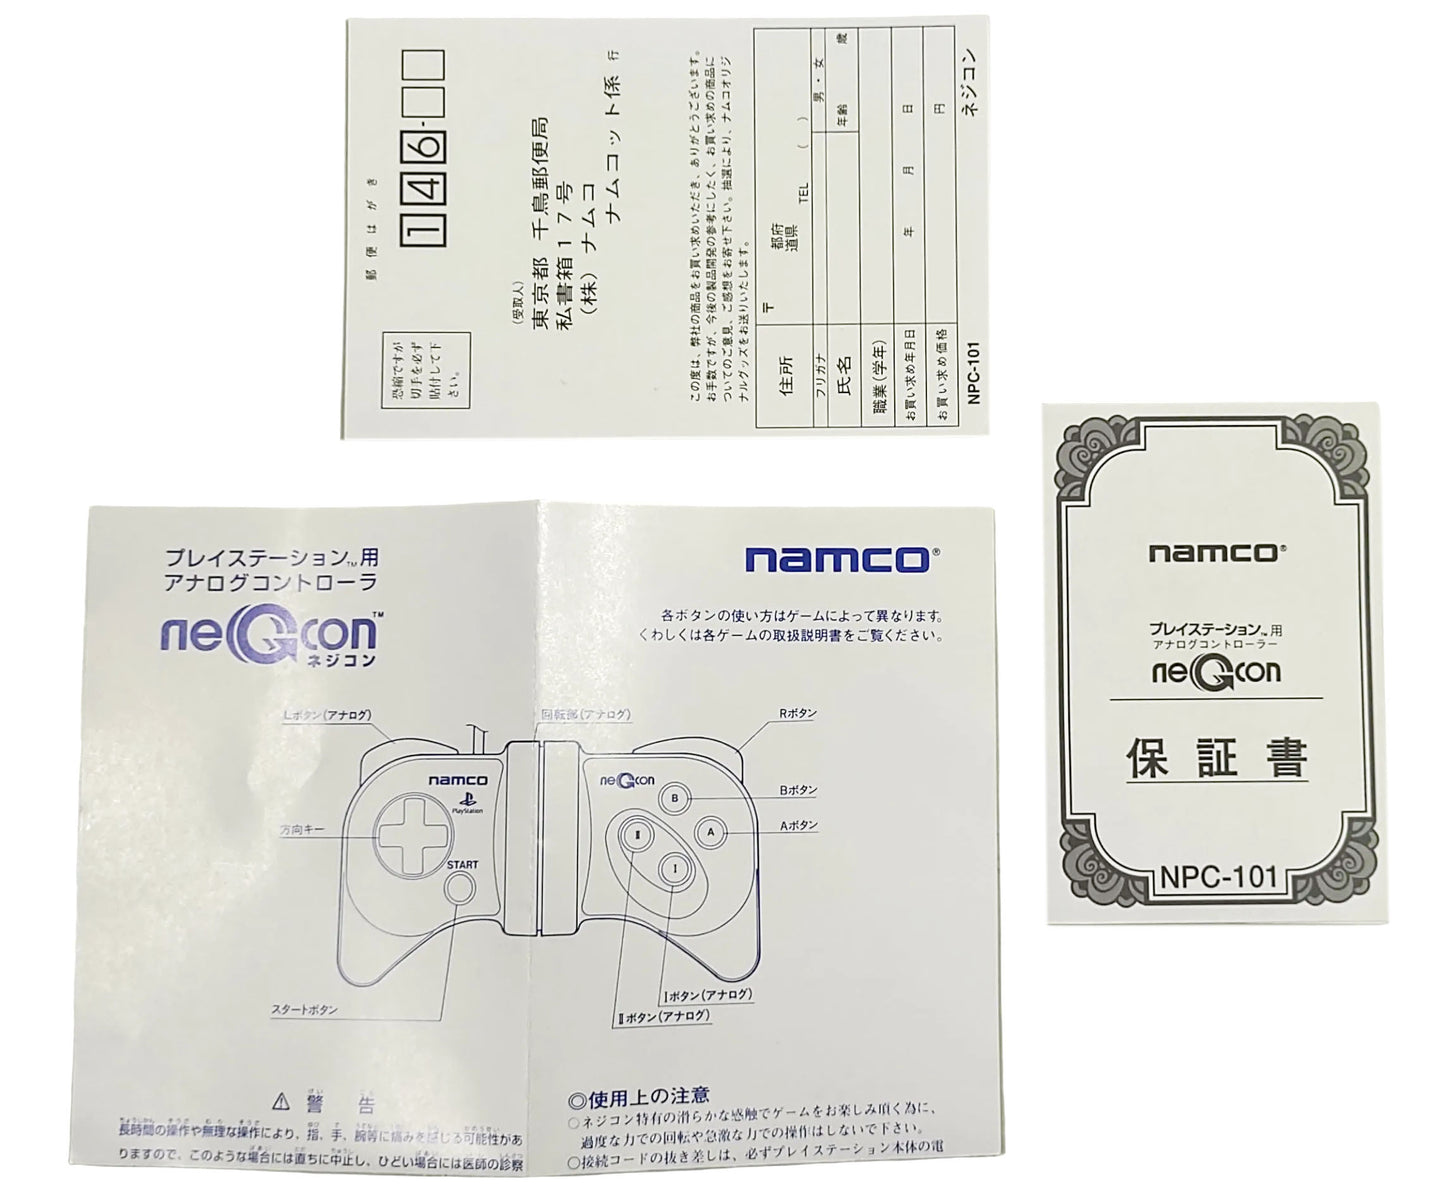 郵便はがき
146-
恐縮ですが
切手を必ず
貼付して下
さい。
(受取人)
東京都 千鳥郵便局
私書箱17号
(株)ナムコ
ナムコット係 行
この度は、弊社の商品をお買い求めいただき、ありがとうございます。
お手数ですが、今後の製品開発の参考にしたく、お買い求めの商品に
ついてのご意見、ご感想をお寄せ下さい。抽選により、ナムコオリジ
ナルグッズをお送りいたします。
住所 〒 都府道県 TEL ( )
フリガナ 男・女
氏名 年齢 歳
職業(学年)
お買い求め年月日 年 月 日
お買い求め価格 円
NPC-101 ネジコン
プレイステーション™用
アナログコントローラ
neGcon™
ネジコン
namco®
各ボタンの使い方はゲームによって異なります。
くわしくは各ゲームの取扱説明書をご覧ください。
Lボタン(アナログ)
回転部(アナログ)
Rボタン
namco
PlayStation
neGcon
B
Bボタン
方向キー
II
A
Aボタン
START
I
スタートボタン
Iボタン(アナログ)
IIボタン(アナログ)
⚠ 警告
長時間の操作や無理な操作により、指、手、腕等に痛みを感じる可能性があ
りますので、このような場合には直ちに中止し、ひどい場合には医師の診察
◎使用上の注意
○ネジコン特有の滑らかな感触でゲームをお楽しみ頂く為に、
過度な力での回転や急激な力での操作はしないで下さい。
○接続コードの抜き差しは、必ずプレイステーション本体の電
namco®
プレイステーション™用
アナログコントローラー
neGcon
保証書
NPC-101